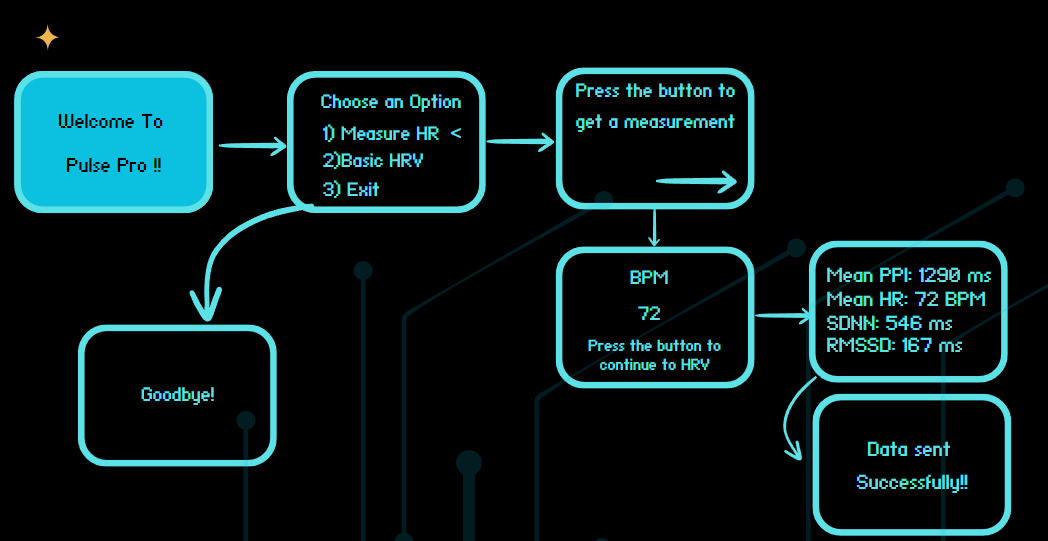 Welcome To
Pulse Pro !!
Choose an Option
1) Measure HR <
2)Basic HRV
3) Exit
Press the button to
get a measurement
BPM
72
Press the button to
continue to HRV
Mean PPI: 1290 ms
Mean HR: 72 BPM
SDNN: 546 ms
RMSSD: 167 ms
Goodbye!
Data sent
Successfully!!